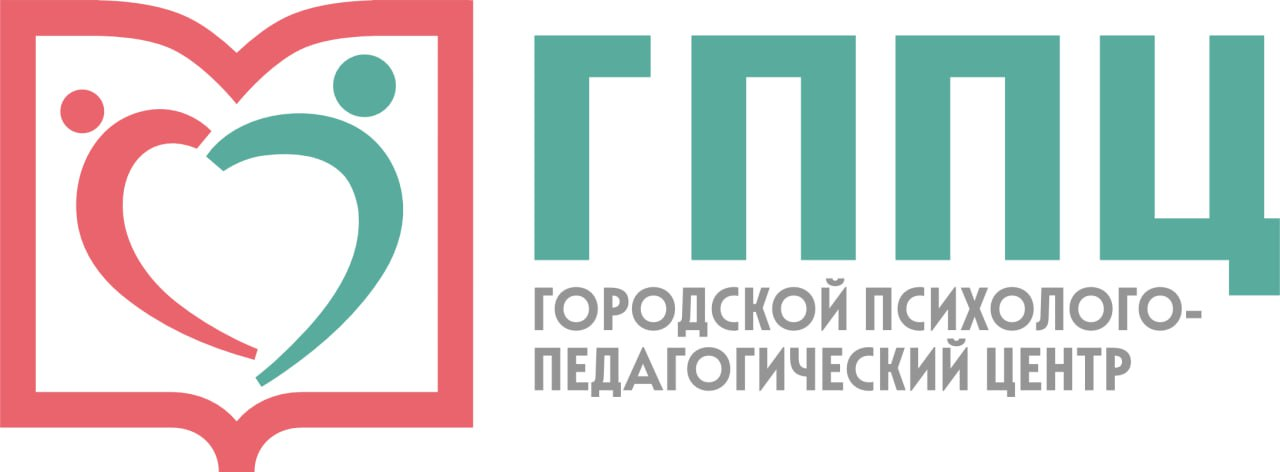 ГППЦ
ГОРОДСКОЙ ПСИХОЛОГО-
ПЕДАГОГИЧЕСКИЙ ЦЕНТР